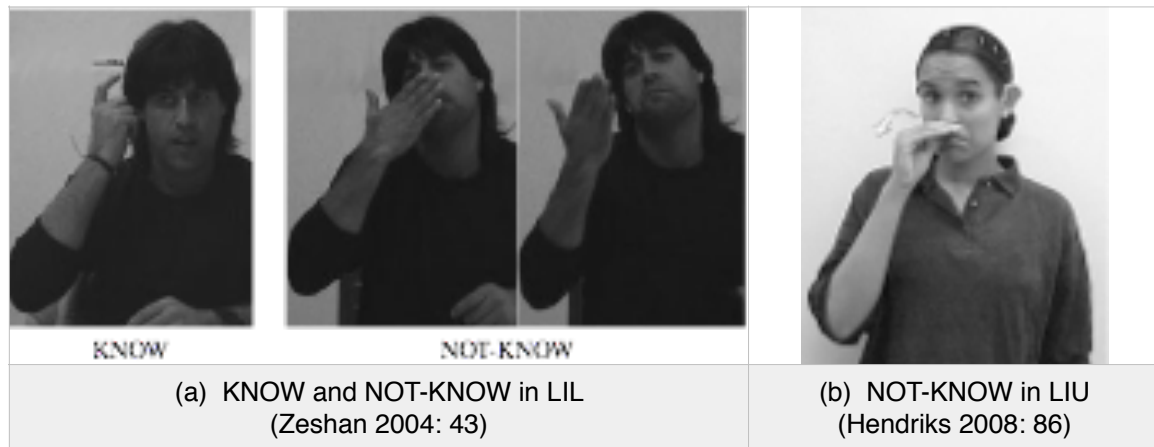 KNOW
NOT-KNOW
(a) KNOW and NOT-KNOW in LIL
(Zeshan 2004: 43)
(b) NOT-KNOW in LIU
(Hendriks 2008: 86)